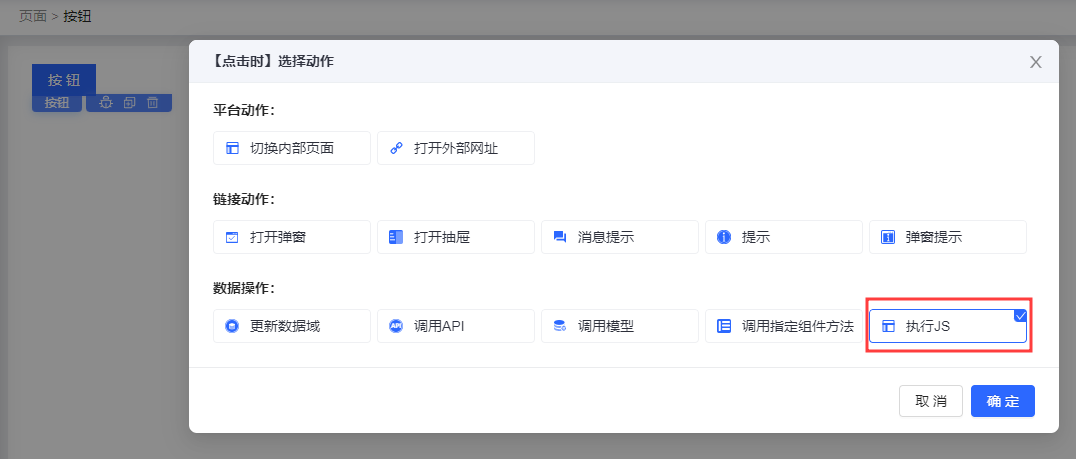 页面 > 按钮
按 钮
按钮
【点击时】选择动作
平台动作：
切换内部页面
打开外部网址
链接动作：
打开弹窗
打开抽屉
消息提示
提示
弹窗提示
数据操作：
更新数据域
API 调用API
调用模型
调用指定组件方法
执行JS
取 消
确 定